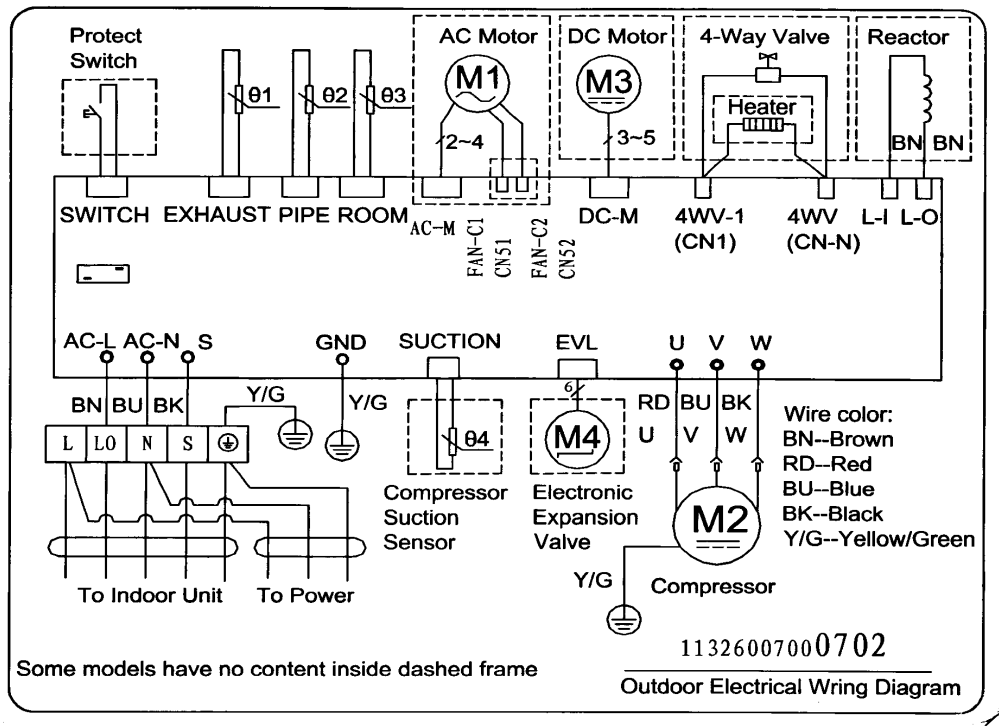 Protect
Switch
AC Motor
DC Motor
4-Way Valve
Reactor
M1
M3
θ1
θ2
θ3
Heater
2~4
3~5
BN
BN
SWITCH
EXHAUST
PIPE
ROOM
AC-M
FAN-C1
CN51
FAN-C2
CN52
DC-M
4WV-1
(CN1)
4WV
(CN-N)
L-I
L-O
AC-L
AC-N
S
GND
SUCTION
EVL
U
V
W
BN
BU
BK
Y/G
Y/G
6
RD
BU
BK
U
V
W
L
LO
N
S
θ4
M4
Wire color:
BN--Brown
RD--Red
BU--Blue
BK--Black
Y/G--Yellow/Green
Compressor
Suction
Sensor
Electronic
Expansion
Valve
M2
Y/G
Compressor
To Indoor Unit
To Power
11326007000702
Some models have no content inside dashed frame
Outdoor Electrical Wring Diagram